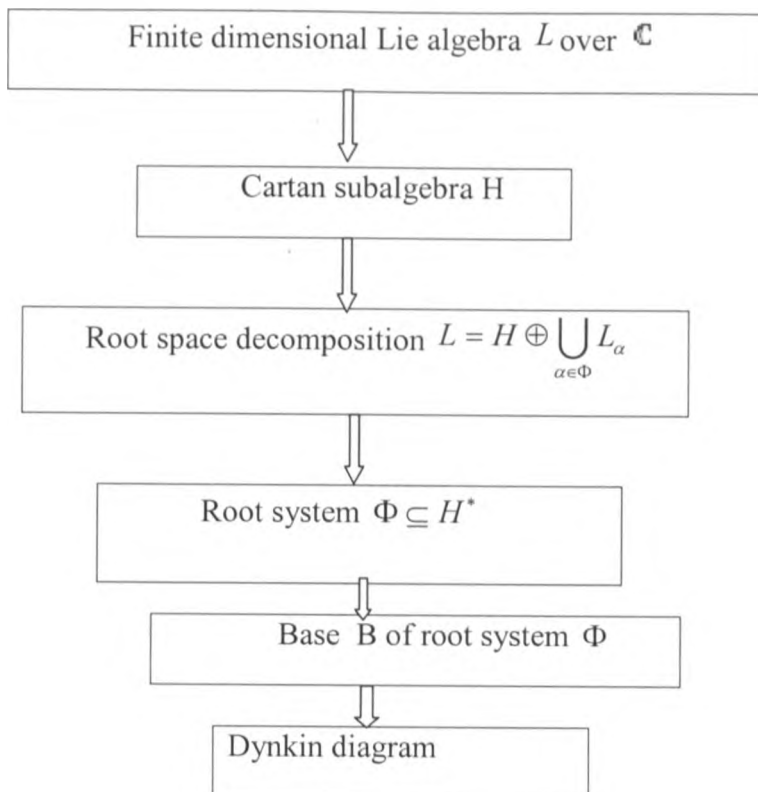 Finite dimensional Lie algebra L over ℂ
Cartan subalgebra H
Root space decomposition L = H ⊕ ⋃_{α∈Φ} L_α
Root system Φ ⊆ H*
Base B of root system Φ
Dynkin diagram